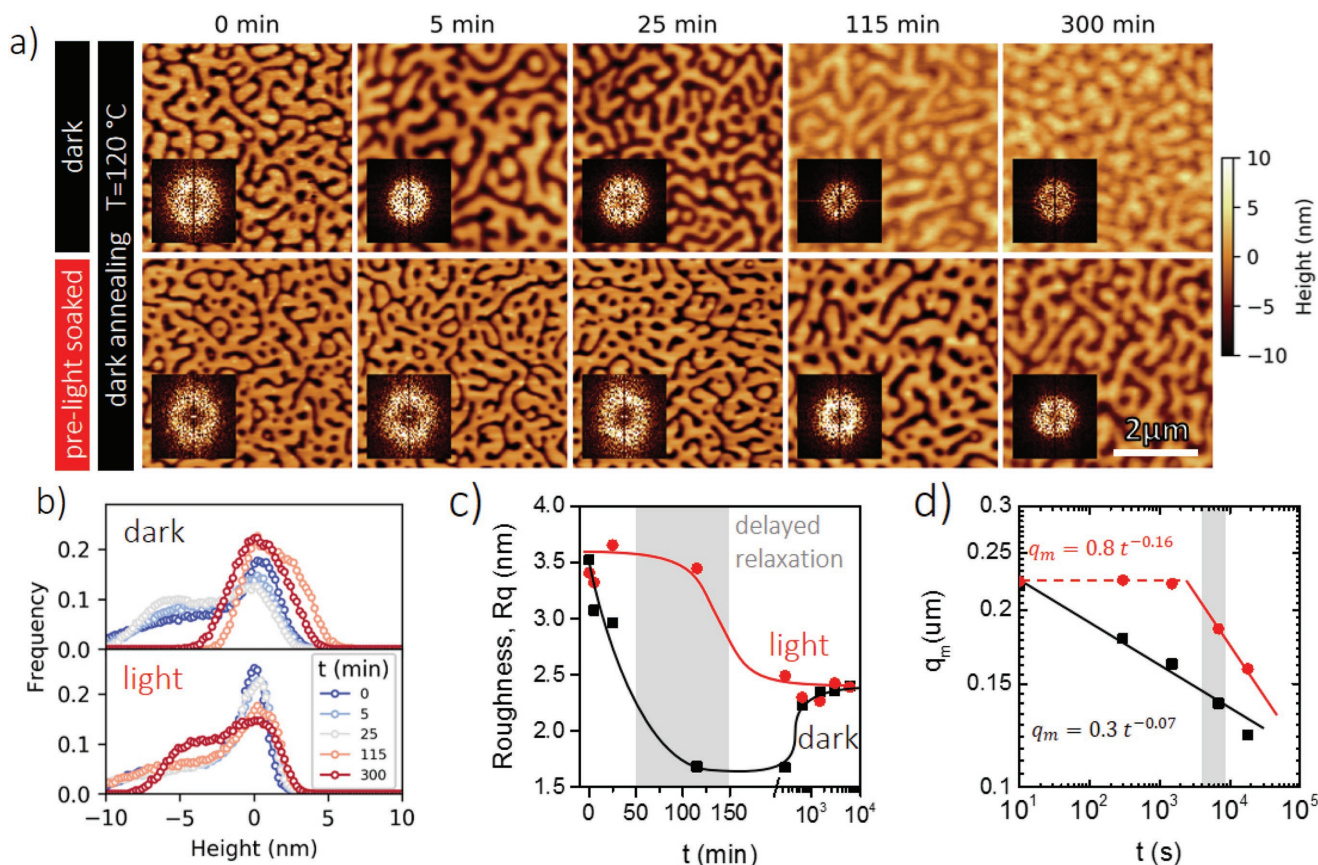 a)
0 min 5 min 25 min 115 min 300 min
dark
pre-light soaked
dark annealing T=120 °C
2μm
10
5
0
−5
−10
Height (nm)
b)
dark
light
Frequency
0.2
0.1
0.0
0.2
0.1
0.0
t (min)
0
5
25
115
300
−10 −5 0 5 10
Height (nm)
c)
delayed
relaxation
light
dark
Roughness, Rq (nm)
4.0
3.5
3.0
2.5
2.0
1.5
0 50 100 150 10³ 10⁴
t (min)
d)
q_m = 0.8 t^−0.16
q_m = 0.3 t^−0.07
q_m(um)
0.3
0.25
0.2
0.15
0.1
10¹ 10² 10³ 10⁴ 10⁵
t (s)